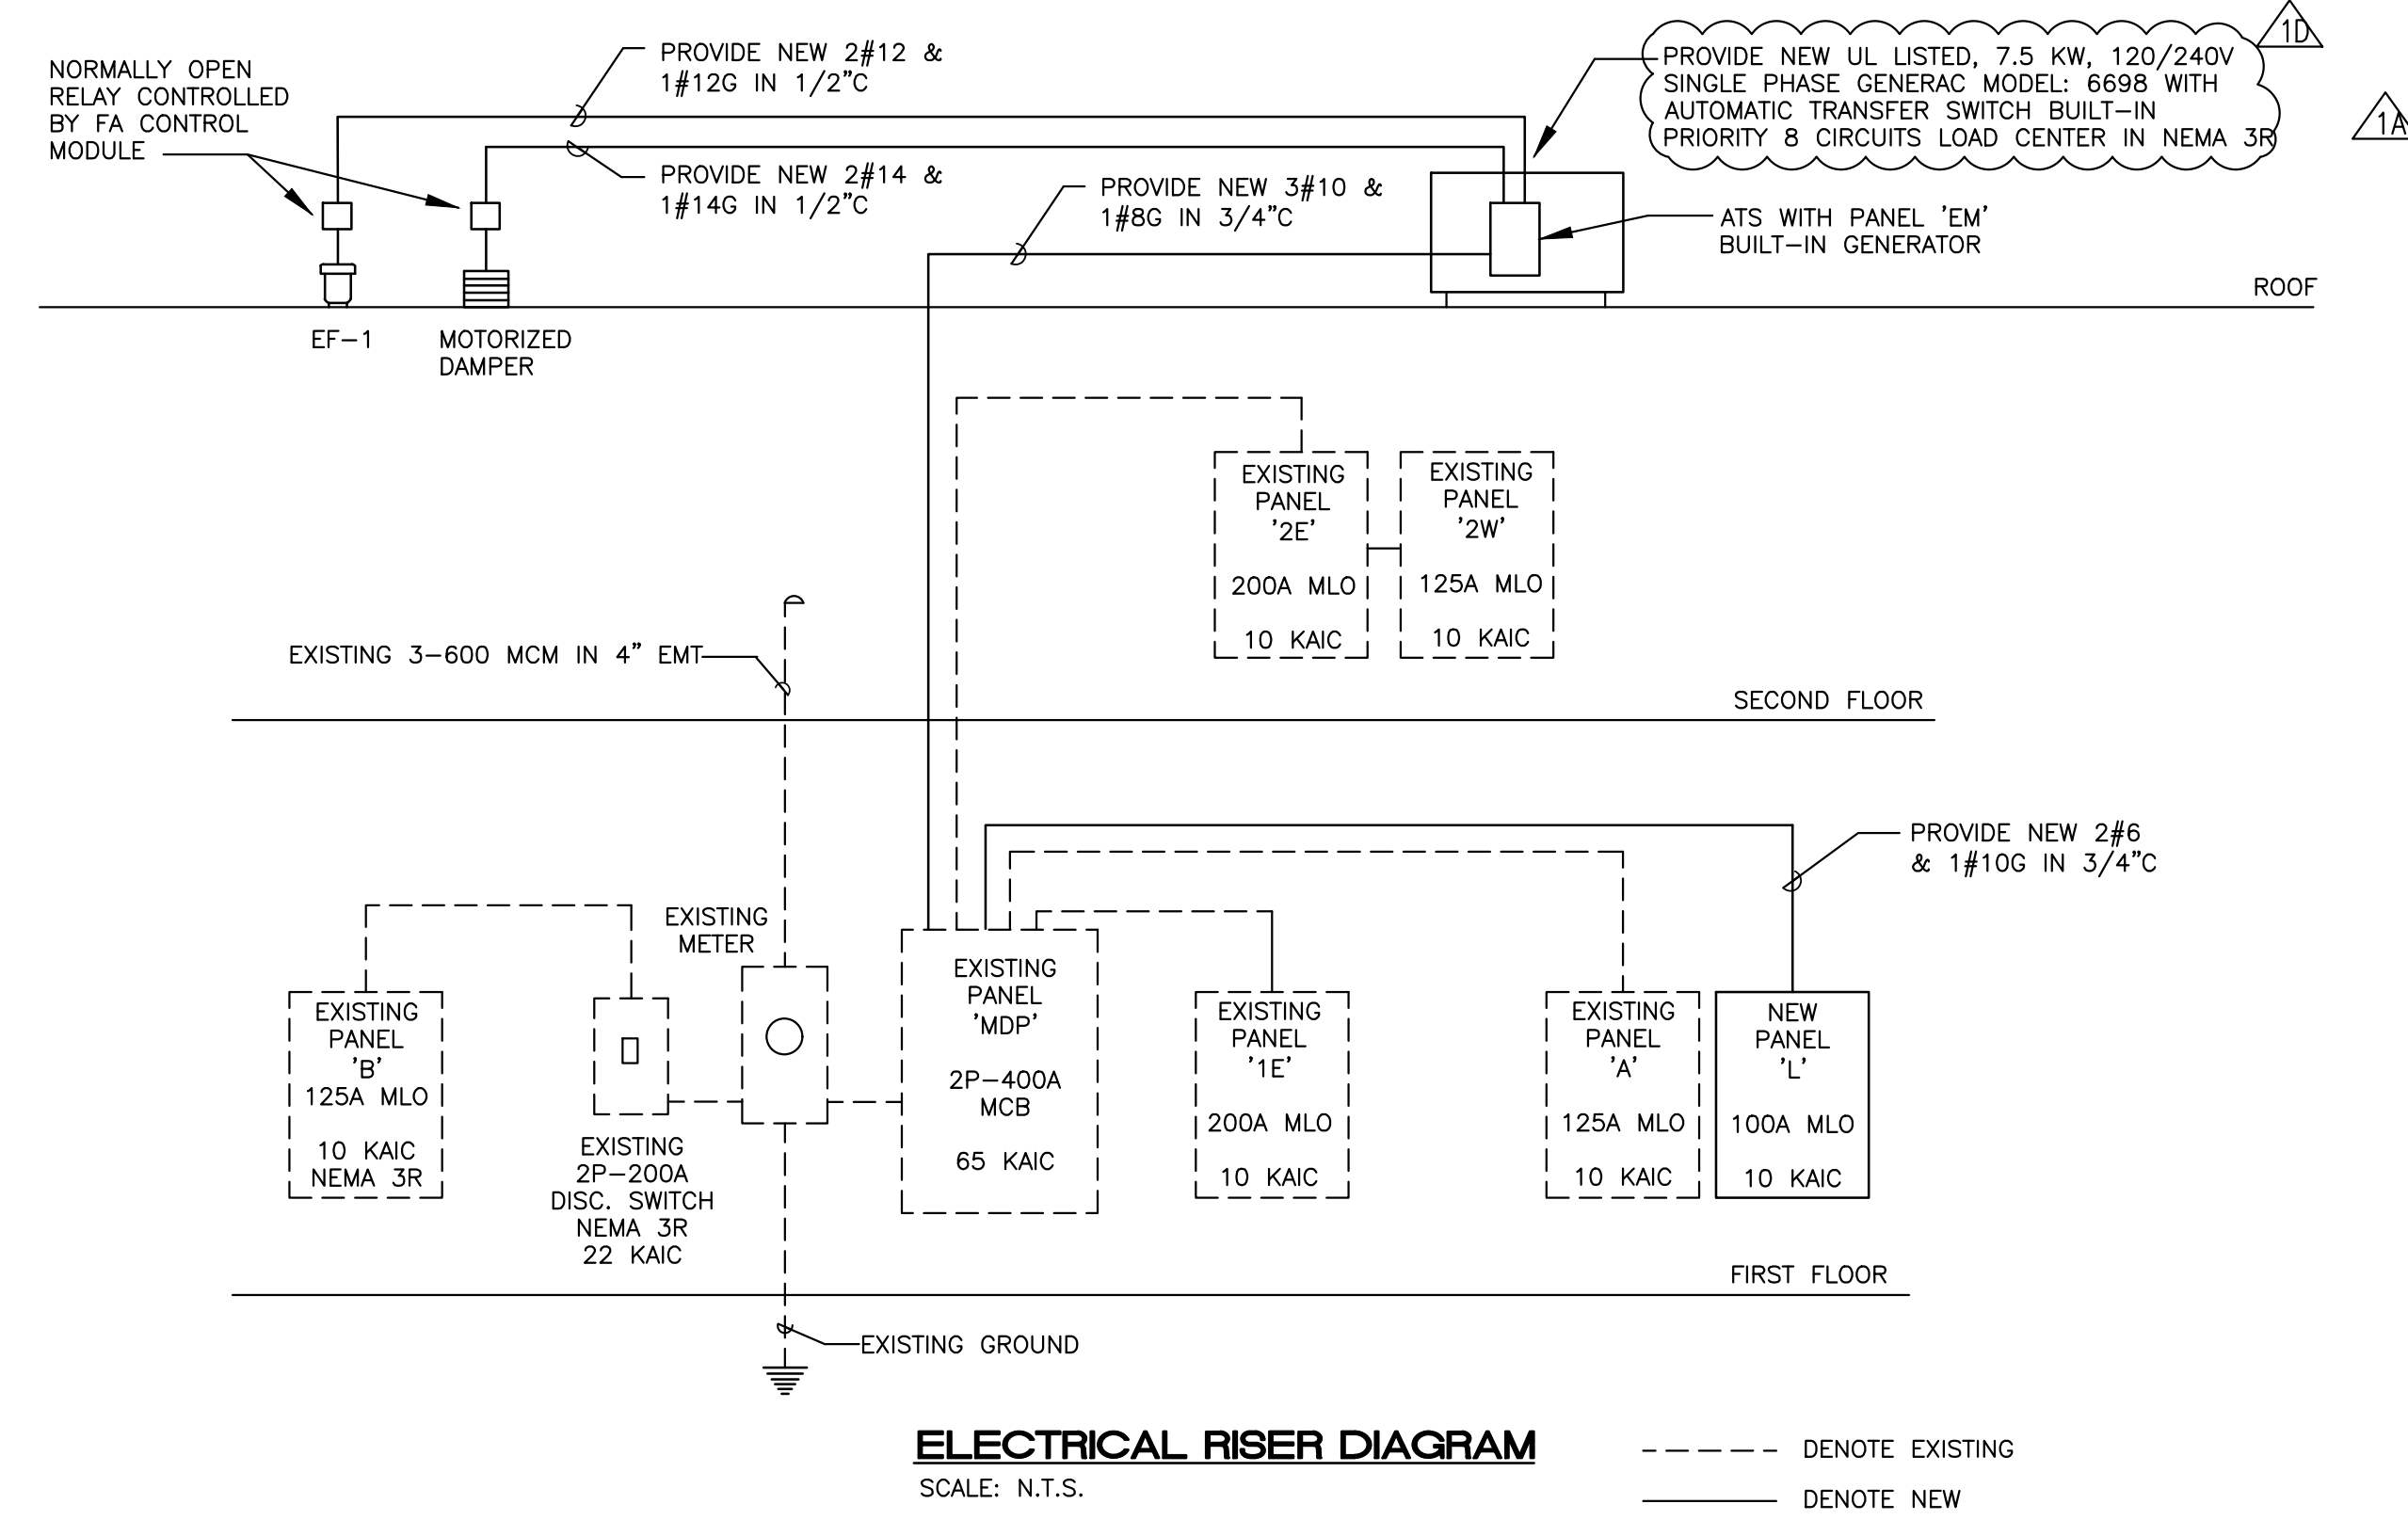 NORMALLY OPEN
RELAY CONTROLLED
BY FA CONTROL
MODULE
PROVIDE NEW 2#12 &
1#12G IN 1/2"C
PROVIDE NEW 2#14 &
1#14G IN 1/2"C
PROVIDE NEW 3#10 &
1#8G IN 3/4"C
PROVIDE NEW UL LISTED, 7.5 KW, 120/240V
SINGLE PHASE GENERAC MODEL: 6698 WITH
AUTOMATIC TRANSFER SWITCH BUILT-IN
PRIORITY 8 CIRCUITS LOAD CENTER IN NEMA 3R
1D
1A
ATS WITH PANEL 'EM'
BUILT-IN GENERATOR
ROOF
EF-1
MOTORIZED
DAMPER
EXISTING
PANEL
'2E'
200A MLO
10 KAIC
EXISTING
PANEL
'2W'
125A MLO
10 KAIC
EXISTING 3-600 MCM IN 4" EMT
SECOND FLOOR
PROVIDE NEW 2#6
& 1#10G IN 3/4"C
EXISTING
METER
EXISTING
PANEL
'B'
125A MLO
10 KAIC
NEMA 3R
EXISTING
2P-200A
DISC. SWITCH
NEMA 3R
22 KAIC
EXISTING
PANEL
'MDP'
2P-400A
MCB
65 KAIC
EXISTING
PANEL
'1E'
200A MLO
10 KAIC
EXISTING
PANEL
'A'
125A MLO
10 KAIC
NEW
PANEL
'L'
100A MLO
10 KAIC
FIRST FLOOR
EXISTING GROUND
ELECTRICAL RISER DIAGRAM
SCALE: N.T.S.
DENOTE EXISTING
DENOTE NEW